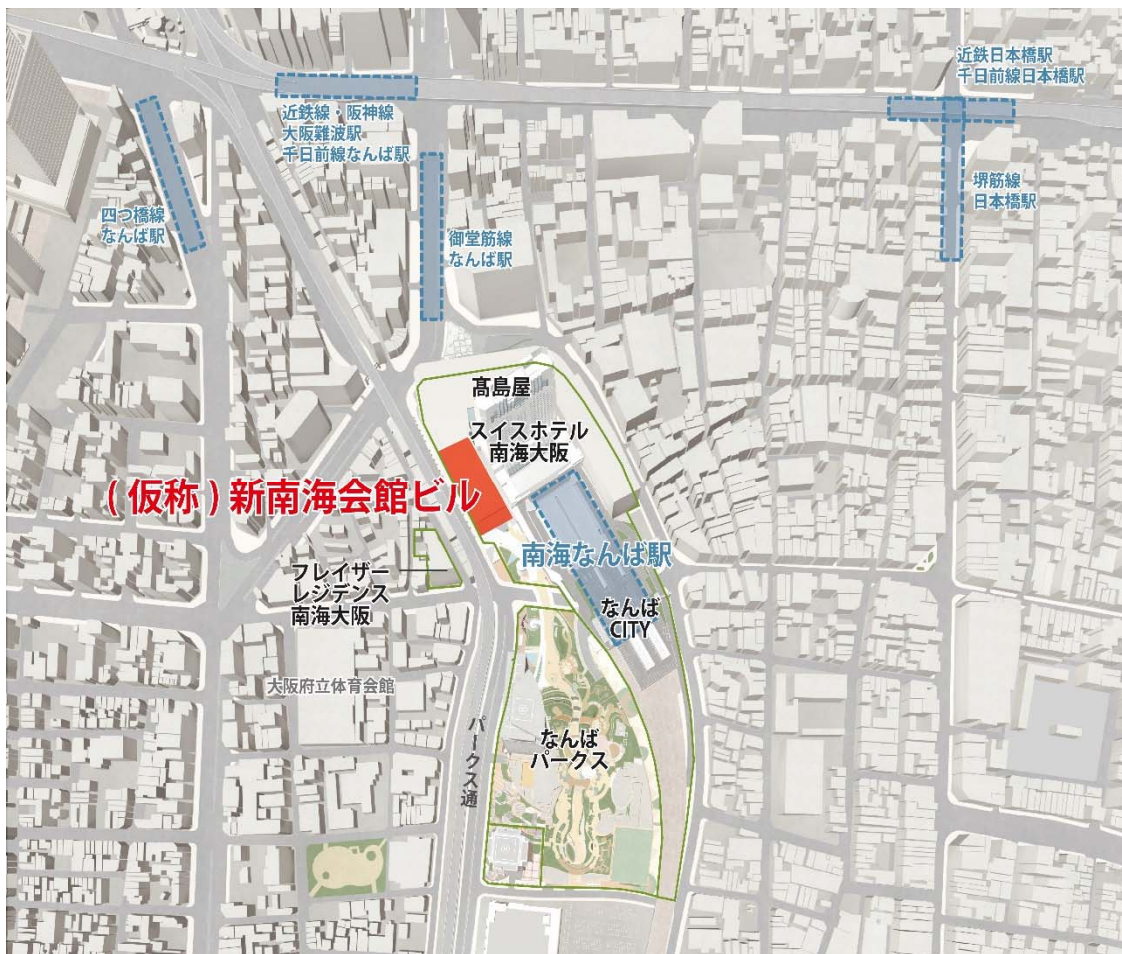 近鉄日本橋駅
千日前線日本橋駅
近鉄線・阪神線
大阪難波駅
千日前線なんば駅
堺筋線
日本橋駅
四つ橋線
なんば駅
御堂筋線
なんば駅
髙島屋
スイスホテル
南海大阪
(仮称)新南海会館ビル
南海なんば駅
フレイザー
レジデンス
南海大阪
なんば
CITY
大阪府立体育会館
パークス通
なんば
パークス